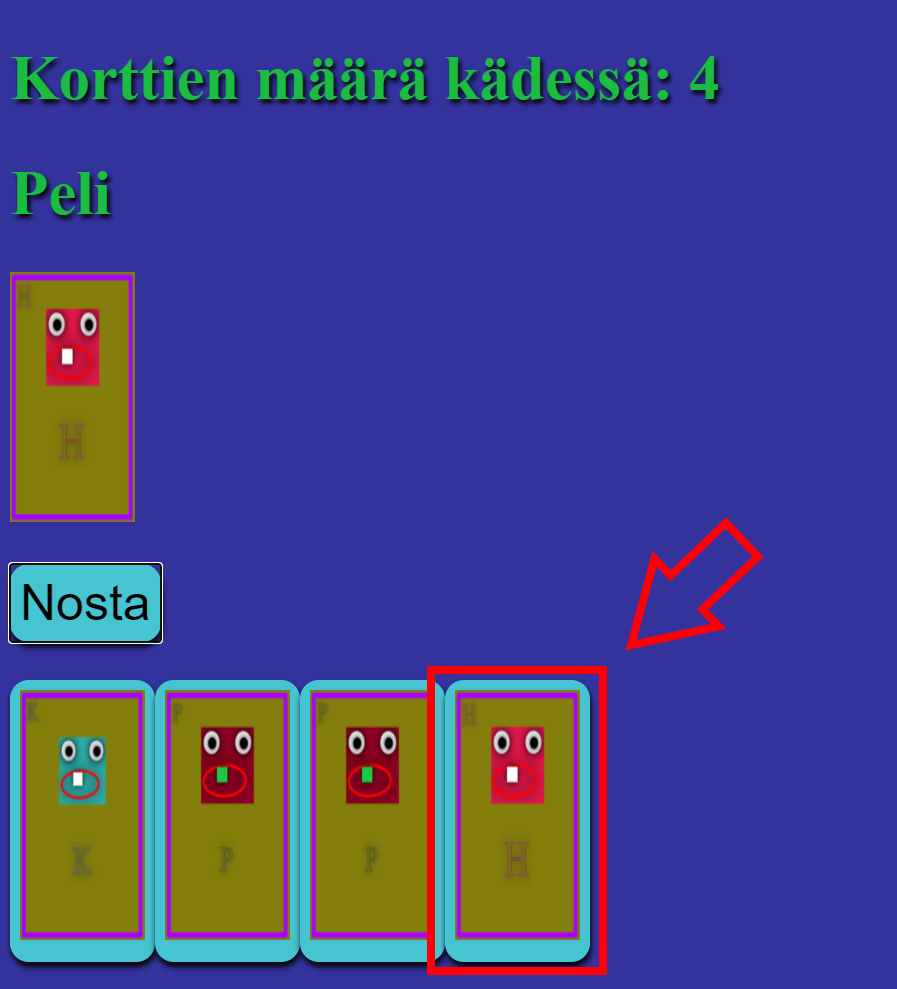 Korttien määrä kädessä: 4
Peli
H
H
Nosta
K P P H
K P P H